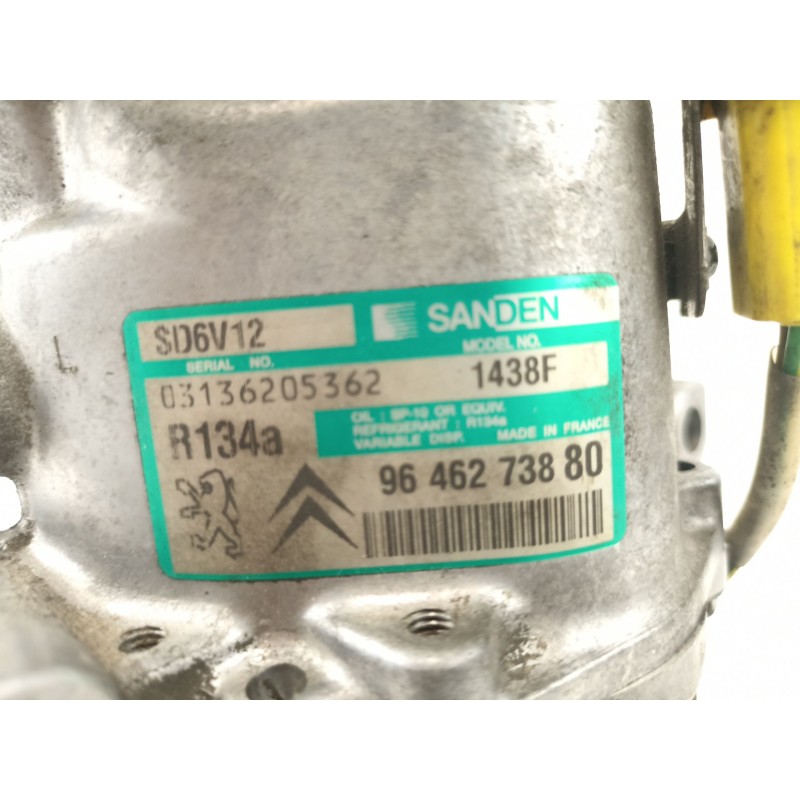 SD6V12
SANDEN
SERIAL NO.
MODEL NO.
03136205362
1438F
R134a
OIL : SP-10 OR EQUIV.
REFRIGERANT : R134a
VARIABLE DISP. MADE IN FRANCE
96 462 738 80